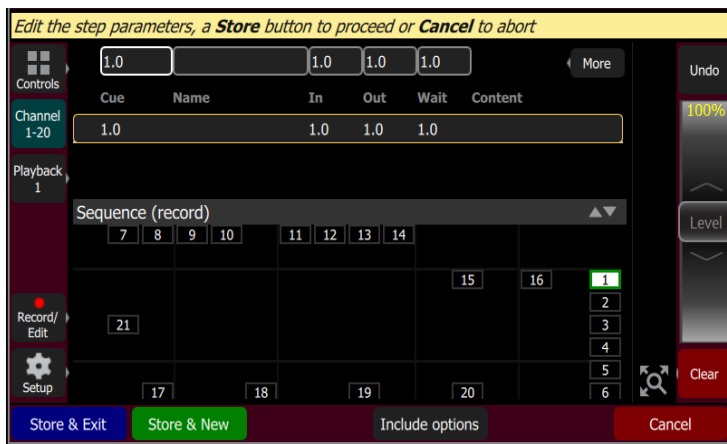 Edit the step parameters, a Store button to proceed or Cancel to abort
Controls
1.0 1.0 1.0 1.0 More Undo
Cue Name In Out Wait Content
Channel
1-20
1.0 1.0 1.0 1.0
100%
Playback
1
Sequence (record)
Level
7 8 9 10 11 12 13 14
15 16 1
2
Record/
Edit
21 3
4
5
Setup
Clear
17 18 19 20 6
Store & Exit Store & New Include options Cancel